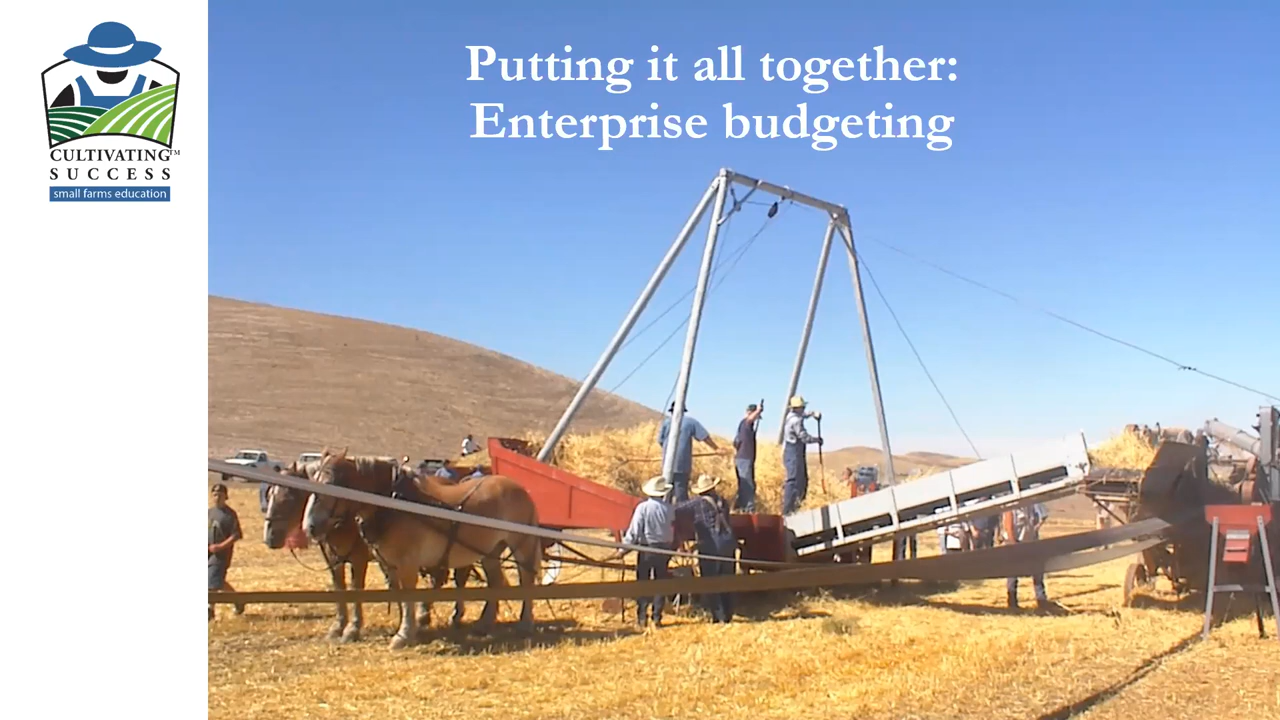 Putting it all together:
Enterprise budgeting
CULTIVATING™
SUCCESS
small farms education